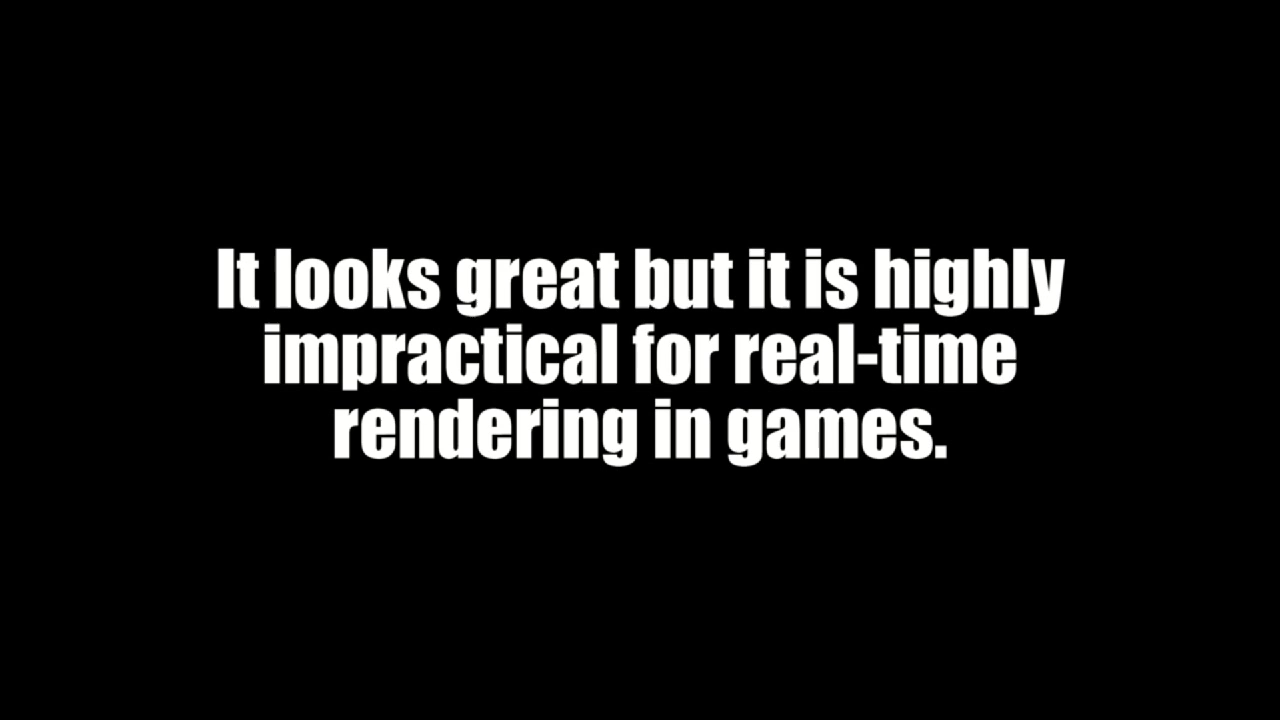 It looks great but it is highly
impractical for real-time
rendering in games.